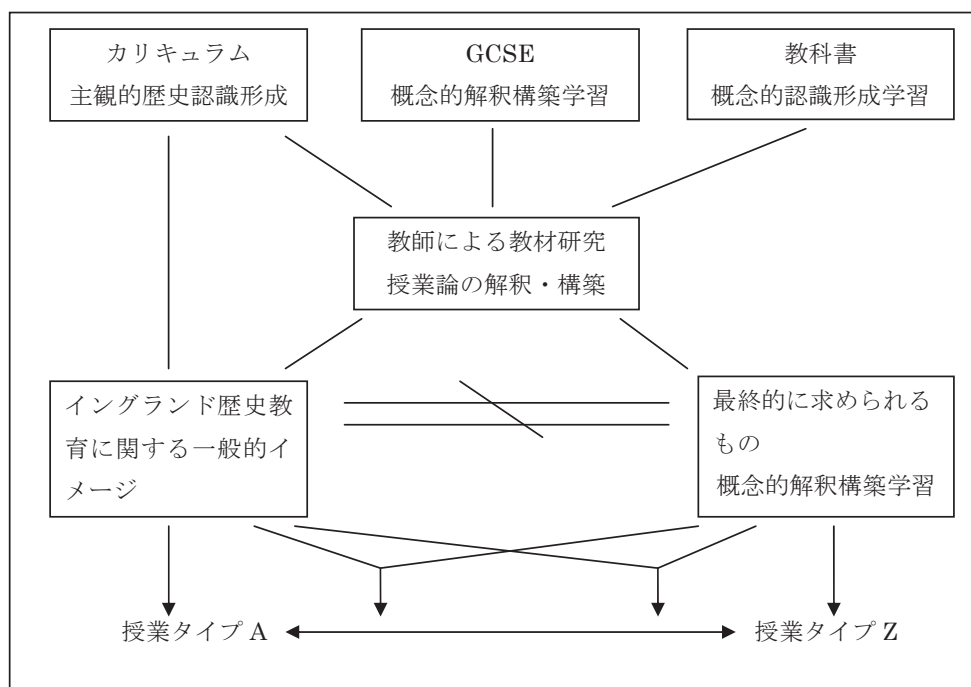 カリキュラム
主観的歴史認識形成
GCSE
概念的解釈構築学習
教科書
概念的認識形成学習
教師による教材研究
授業論の解釈・構築
イングランド歴史教
育に関する一般的イ
メージ
最終的に求められる
もの
概念的解釈構築学習
授業タイプ A
授業タイプ Z